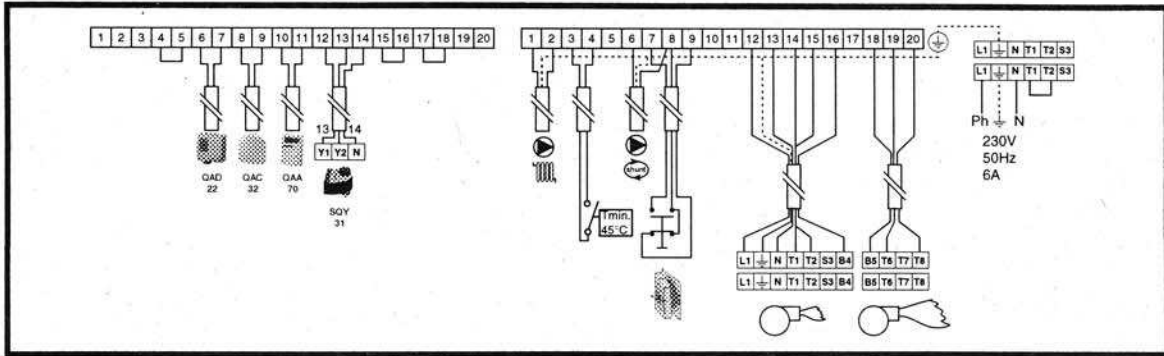 1 2 3 4 5 6 7 8 9 10 11 12 13 14 15 16 17 18 19 20
1 2 3 4 5 6 7 8 9 10 11 12 13 14 15 16 17 18 19 20
L1 N T1 T2 S3
L1 N T1 T2 S3
Ph N
230V
50Hz
6A
13 14
Y1 Y2 N
QAD
22
QAC
32
QAA
70
SQY
31
shunt
Tmin.
45°C
L1 N T1 T2 S3 B4
L1 N T1 T2 S3 B4
B5 T6 T7 T8
B5 T6 T7 T8